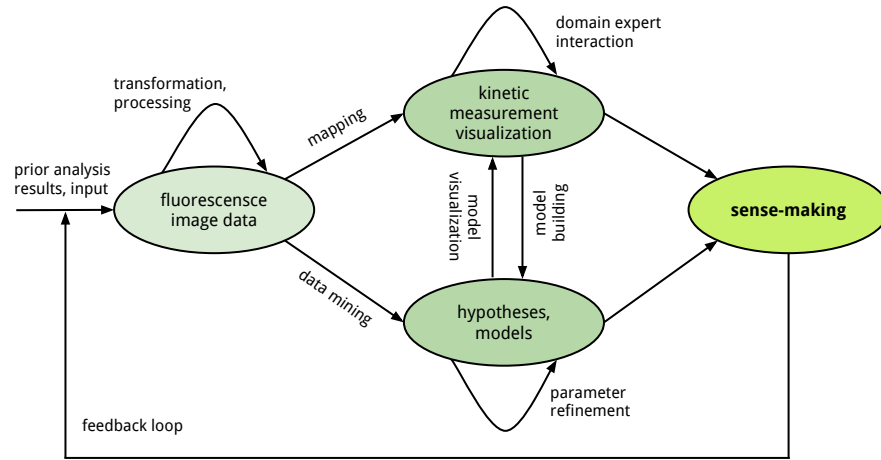 domain expert
interaction
transformation,
processing
kinetic
measurement
visualization
mapping
prior analysis
results, input
fluorescensce
image data
model
visualization
model
building
sense-making
data mining
hypotheses,
models
parameter
refinement
feedback loop